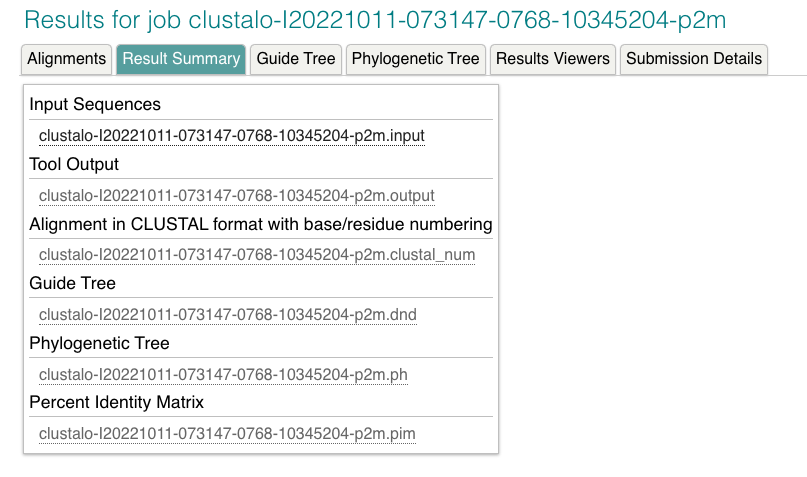 Results for job clustalo-I20221011-073147-0768-10345204-p2m
Alignments Result Summary Guide Tree Phylogenetic Tree Results Viewers Submission Details
Input Sequences
clustalo-I20221011-073147-0768-10345204-p2m.input
Tool Output
clustalo-I20221011-073147-0768-10345204-p2m.output
Alignment in CLUSTAL format with base/residue numbering
clustalo-I20221011-073147-0768-10345204-p2m.clustal_num
Guide Tree
clustalo-I20221011-073147-0768-10345204-p2m.dnd
Phylogenetic Tree
clustalo-I20221011-073147-0768-10345204-p2m.ph
Percent Identity Matrix
clustalo-I20221011-073147-0768-10345204-p2m.pim